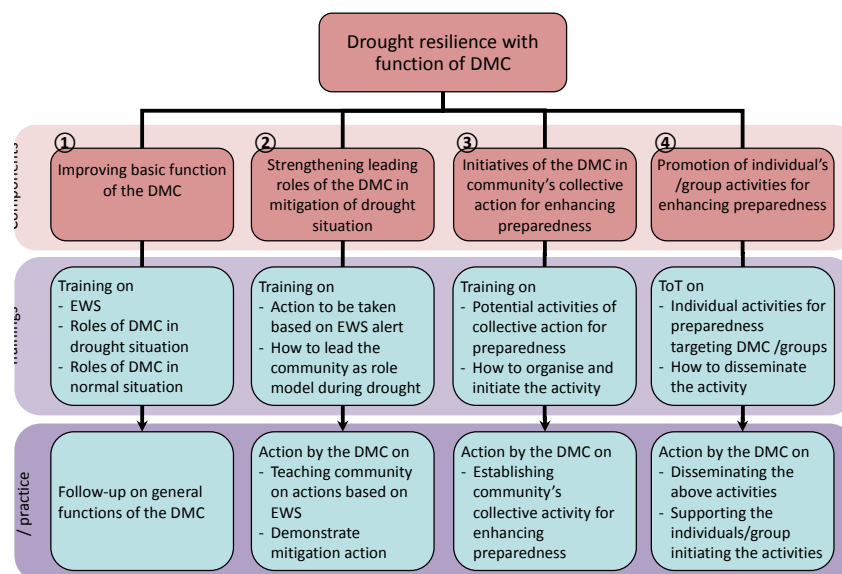 Drought resilience with
function of DMC
①
Improving basic function
of the DMC
②
Strengthening leading
roles of the DMC in
mitigation of drought
situation
③
Initiatives of the DMC in
community's collective
action for enhancing
preparedness
④
Promotion of individual's
/group activities for
enhancing preparedness
Training on
- EWS
- Roles of DMC in
drought situation
- Roles of DMC in
normal situation
Training on
- Action to be taken
based on EWS alert
- How to lead the
community as role
model during drought
Training on
- Potential activities of
collective action for
preparedness
- How to organise and
initiate the activity
ToT on
- Individual activities for
preparedness
targeting DMC /groups
- How to disseminate
the activity
/ practice
Follow-up on general
functions of the DMC
Action by the DMC on
- Teaching community
on actions based on
EWS
- Demonstrate
mitigation action
Action by the DMC on
- Establishing
community's
collective activity for
enhancing
preparedness
Action by the DMC on
- Disseminating the
above activities
- Supporting the
individuals/group
initiating the activities